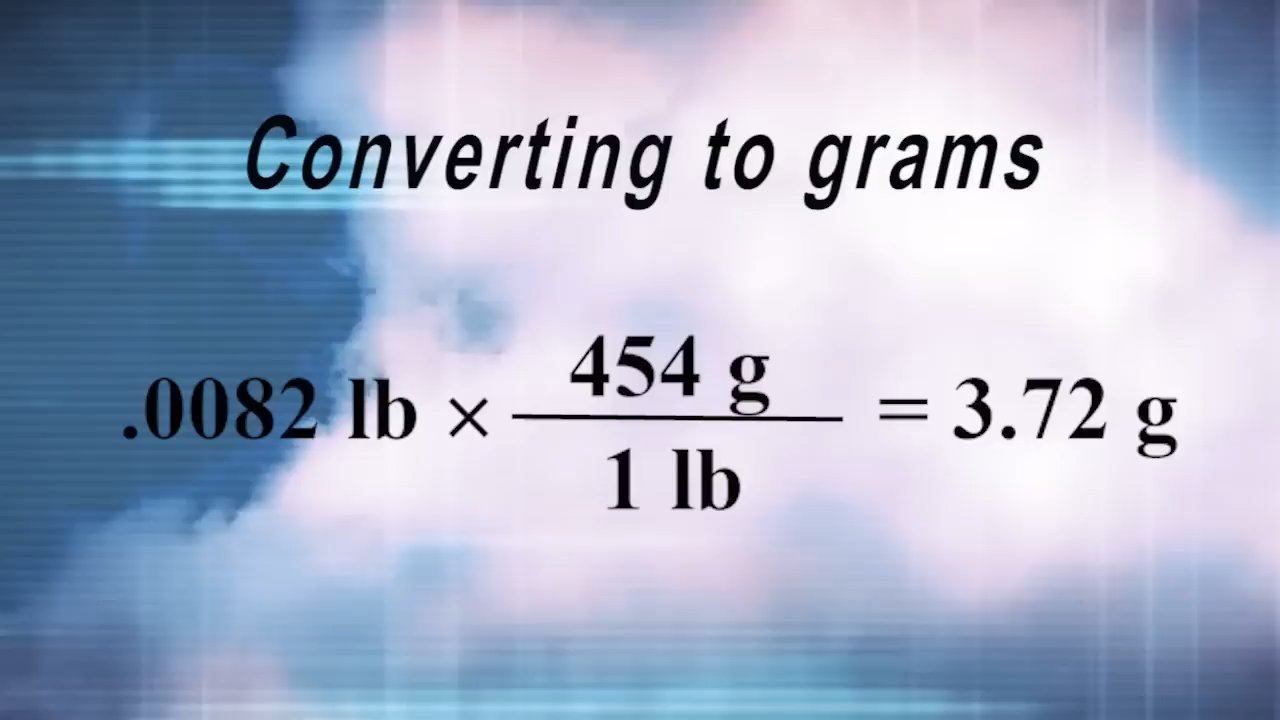 Converting to grams
.0082 lb × 454 g / 1 lb = 3.72 g